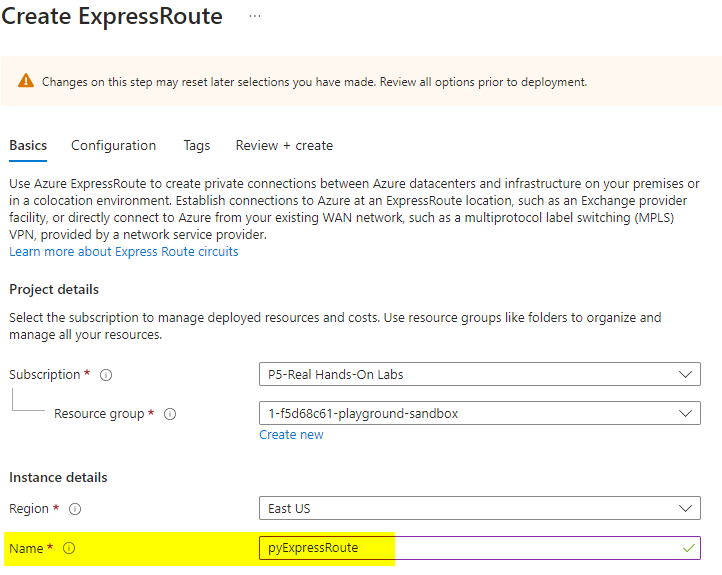 Create ExpressRoute ...
Changes on this step may reset later selections you have made. Review all options prior to deployment.
Basics Configuration Tags Review + create
Use Azure ExpressRoute to create private connections between Azure datacenters and infrastructure on your premises or
in a colocation environment. Establish connections to Azure at an ExpressRoute location, such as an Exchange provider
facility, or directly connect to Azure from your existing WAN network, such as a multiprotocol label switching (MPLS)
VPN, provided by a network service provider.
Learn more about Express Route circuits
Project details
Select the subscription to manage deployed resources and costs. Use resource groups like folders to organize and
manage all your resources.
Subscription * P5-Real Hands-On Labs
Resource group * 1-f5d68c61-playground-sandbox
Create new
Instance details
Region * East US
Name * pyExpressRoute